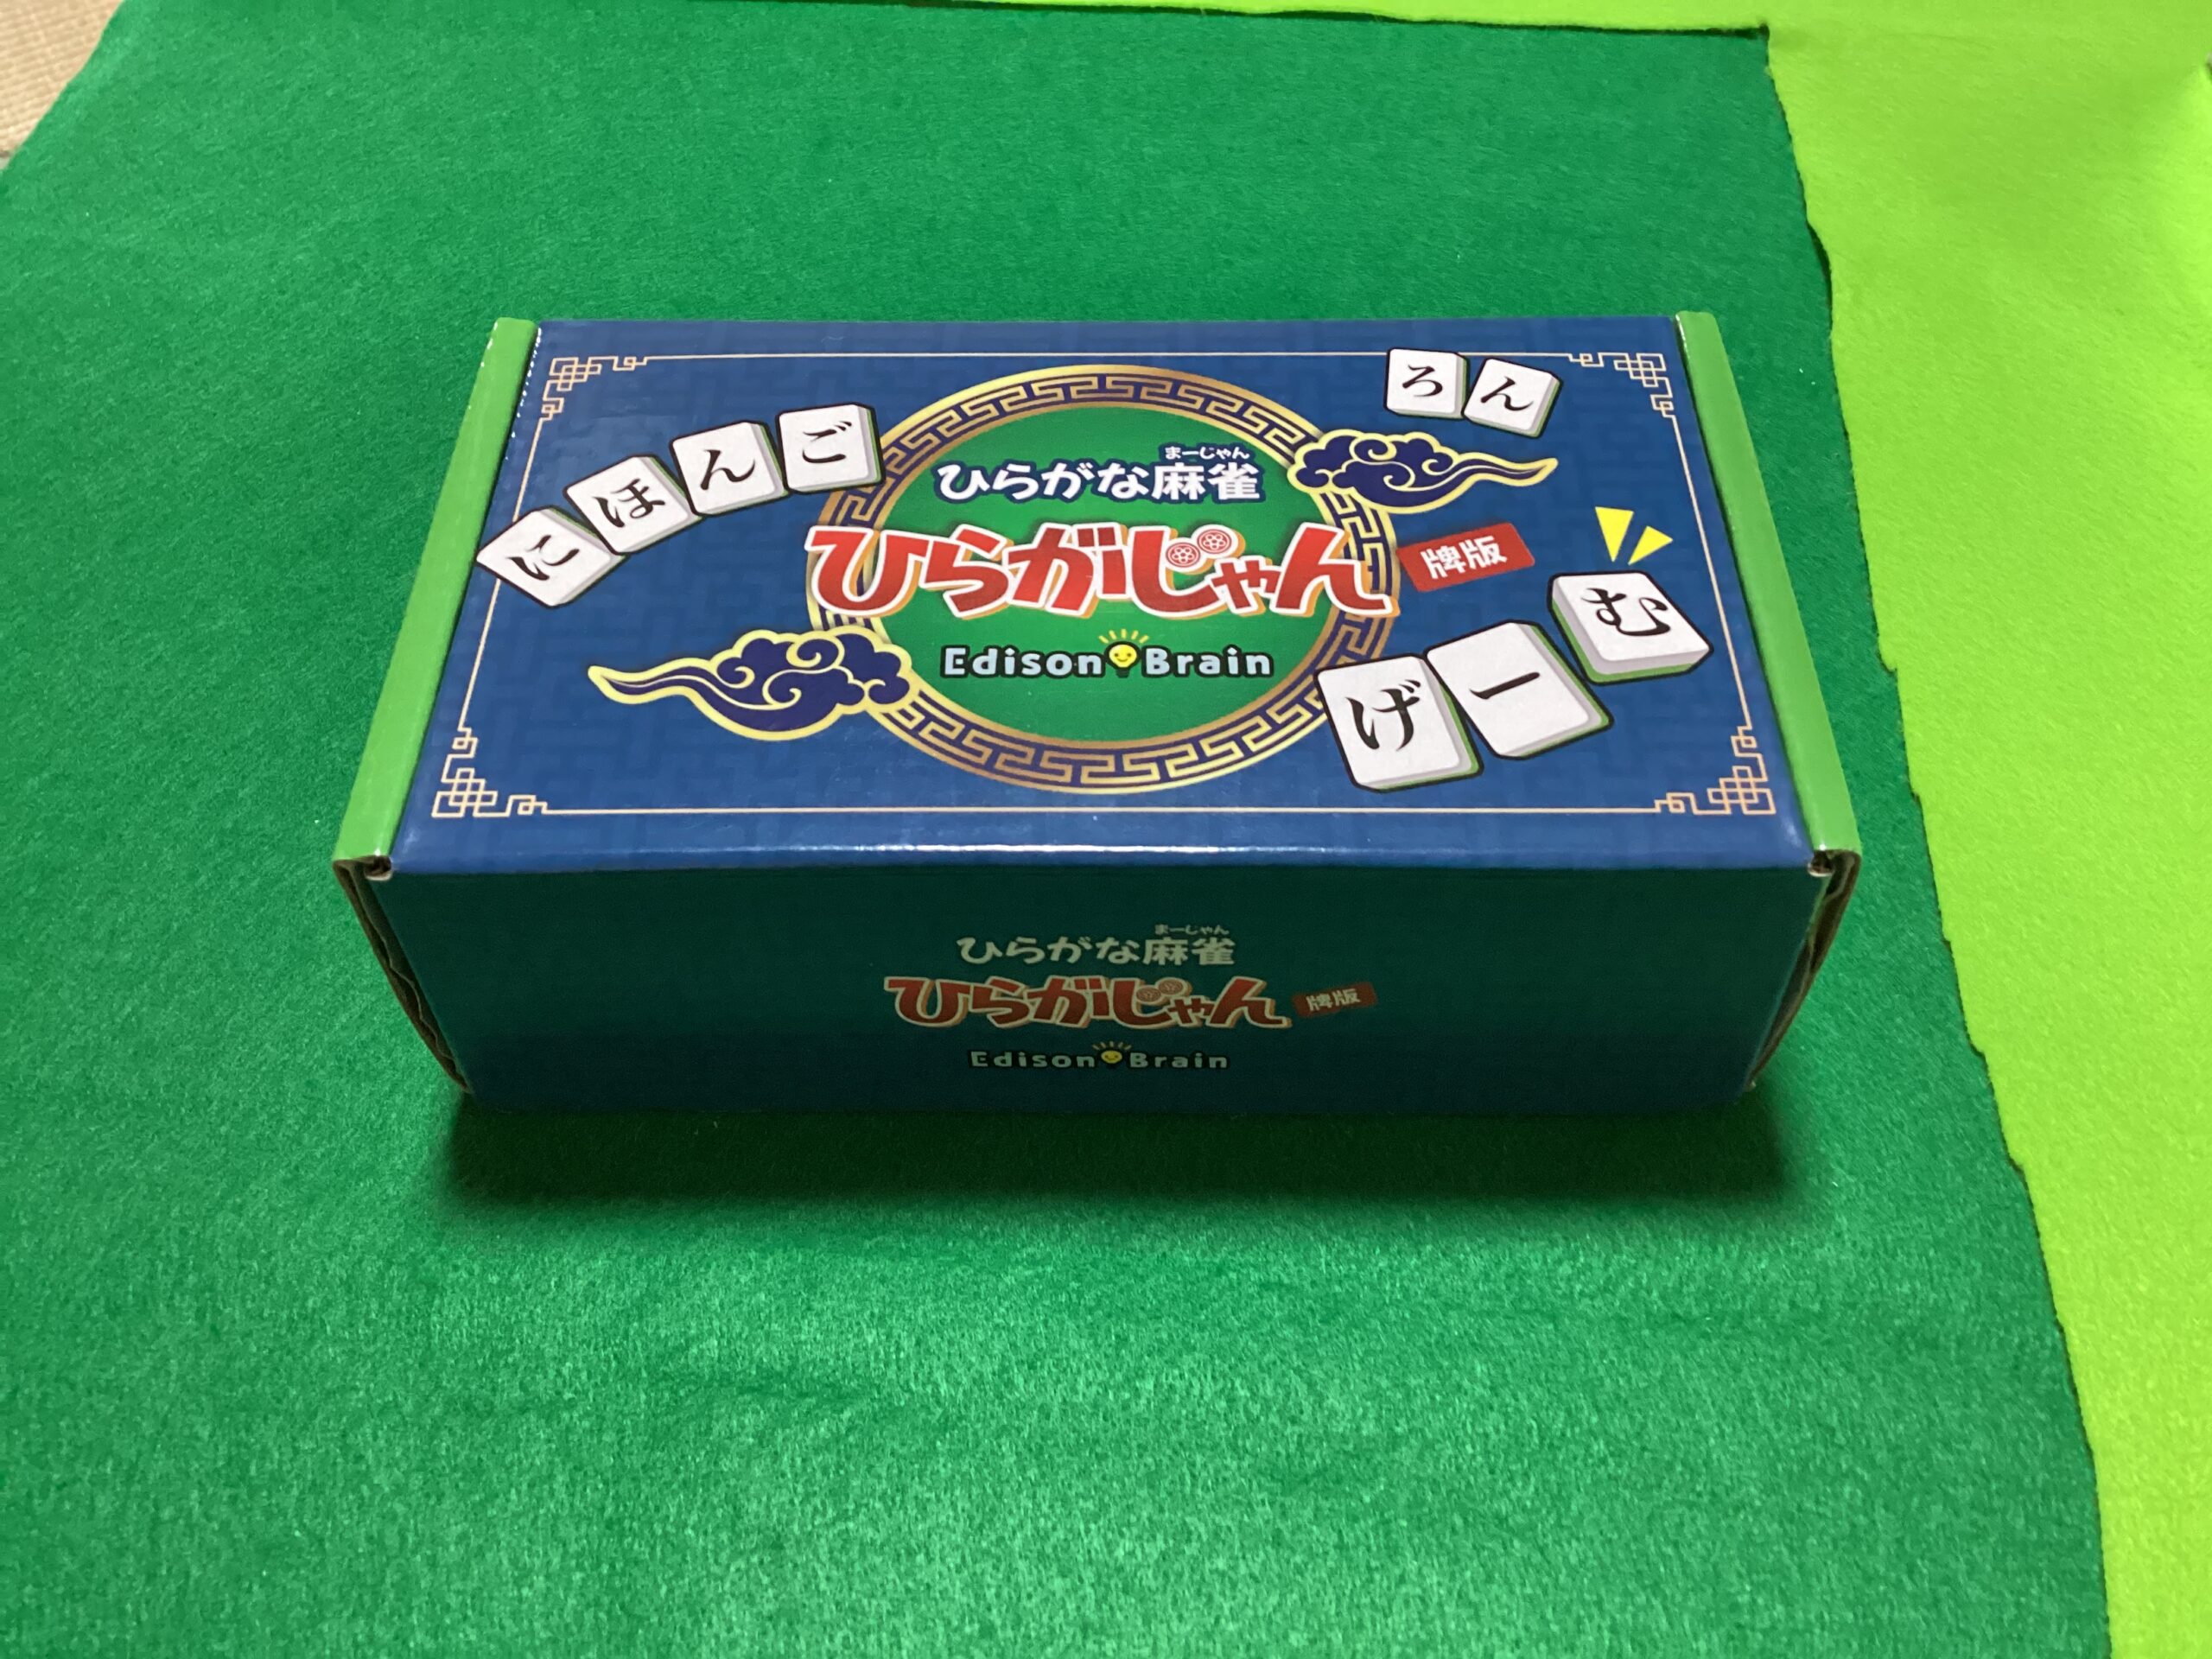 にほんご
ろん
まーじゃん
ひらがな麻雀
ひらがじゃん 牌版
Edison Brain
げーむ
まーじゃん
ひらがな麻雀
ひらがじゃん 牌版
Edison Brain